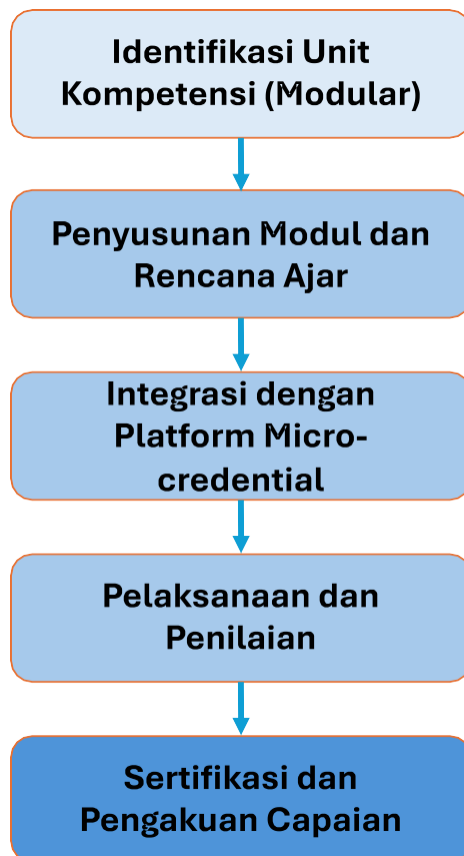 Identifikasi Unit
Kompetensi (Modular)
Penyusunan Modul dan
Rencana Ajar
Integrasi dengan
Platform Micro-
credential
Pelaksanaan dan
Penilaian
Sertifikasi dan
Pengakuan Capaian